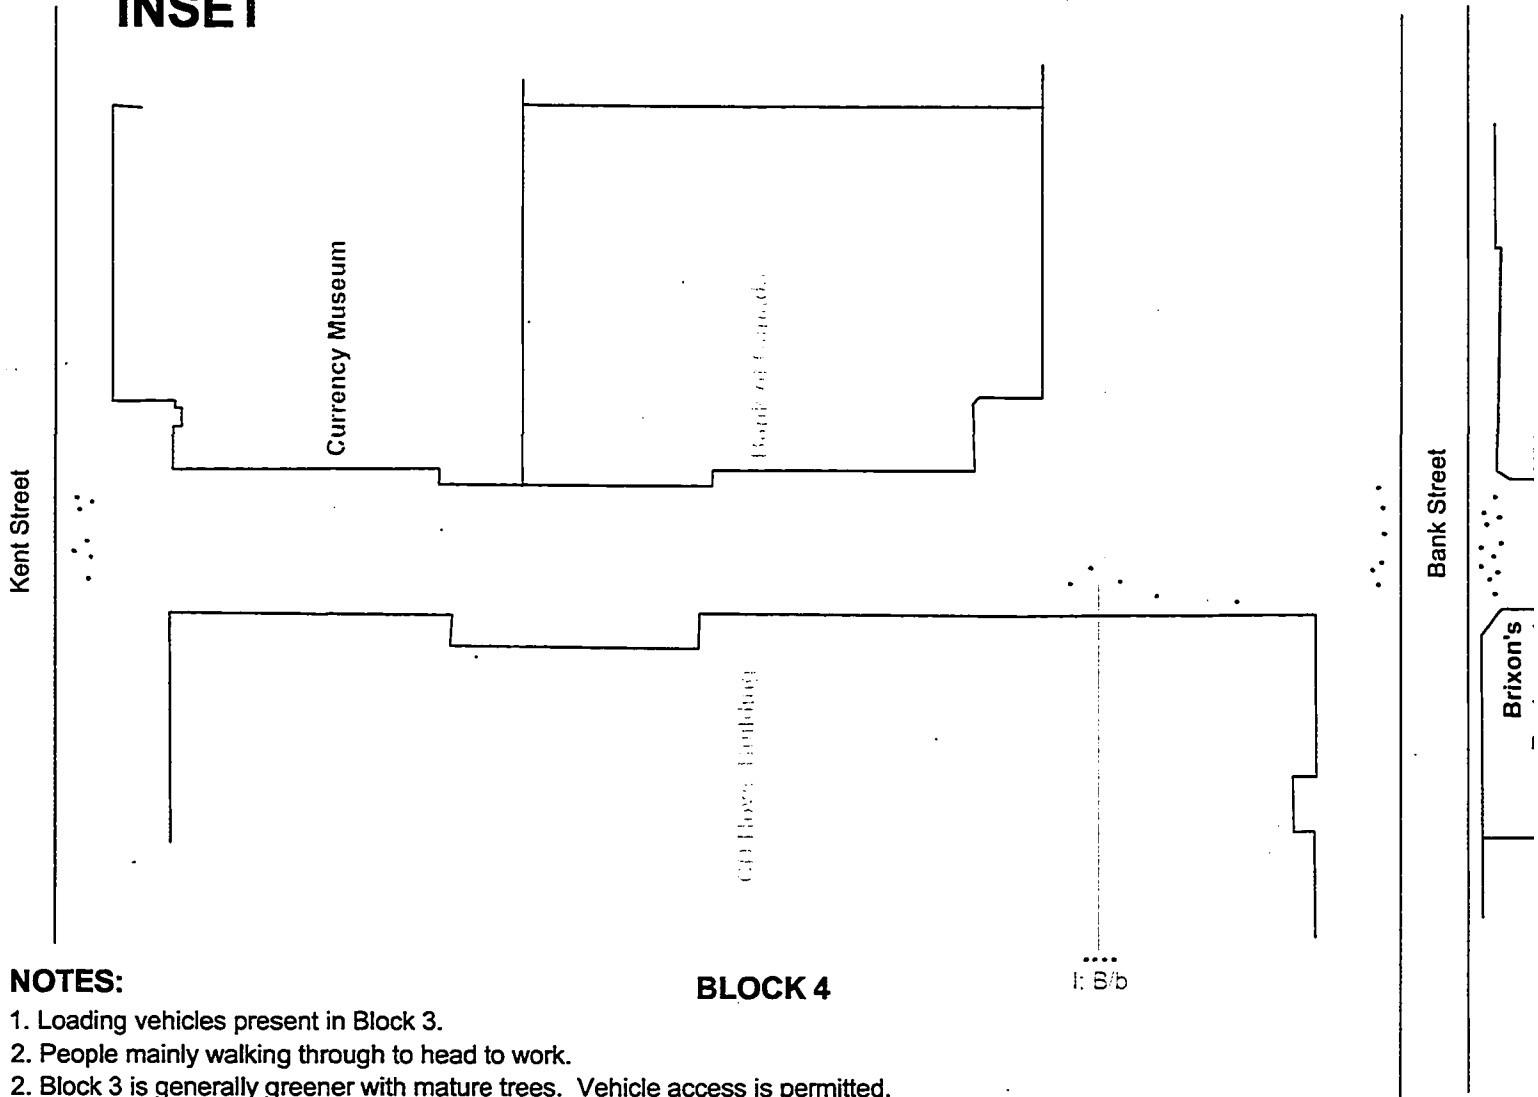 INSET
Kent Street
Currency Museum
Bank Street
Brixon's
Building
I: B/b
BLOCK 4
NOTES:
1. Loading vehicles present in Block 3.
2. People mainly walking through to head to work.
2. Block 3 is generally greener with mature trees. Vehicle access is permitted.